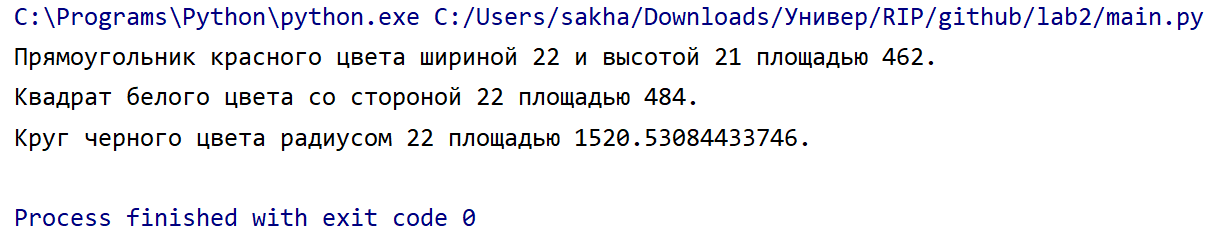 C:\Programs\Python\python.exe C:/Users/sakha/Downloads/Универ/RIP/github/lab2/main.py
Прямоугольник красного цвета шириной 22 и высотой 21 площадью 462.
Квадрат белого цвета со стороной 22 площадью 484.
Круг черного цвета радиусом 22 площадью 1520.53084433746.
Process finished with exit code 0